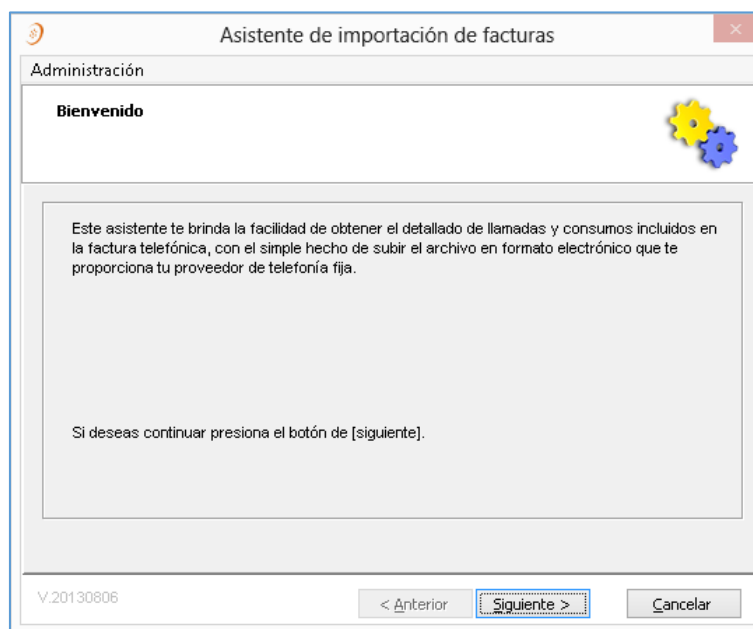 Asistente de importación de facturas
Administración
Bienvenido
Este asistente te brinda la facilidad de obtener el detallado de llamadas y consumos incluidos en
la factura telefónica, con el simple hecho de subir el archivo en formato electrónico que te
proporciona tu proveedor de telefonía fija.
Si deseas continuar presiona el botón de [siguiente].
V.20130806
< Anterior
Siguiente >
Cancelar